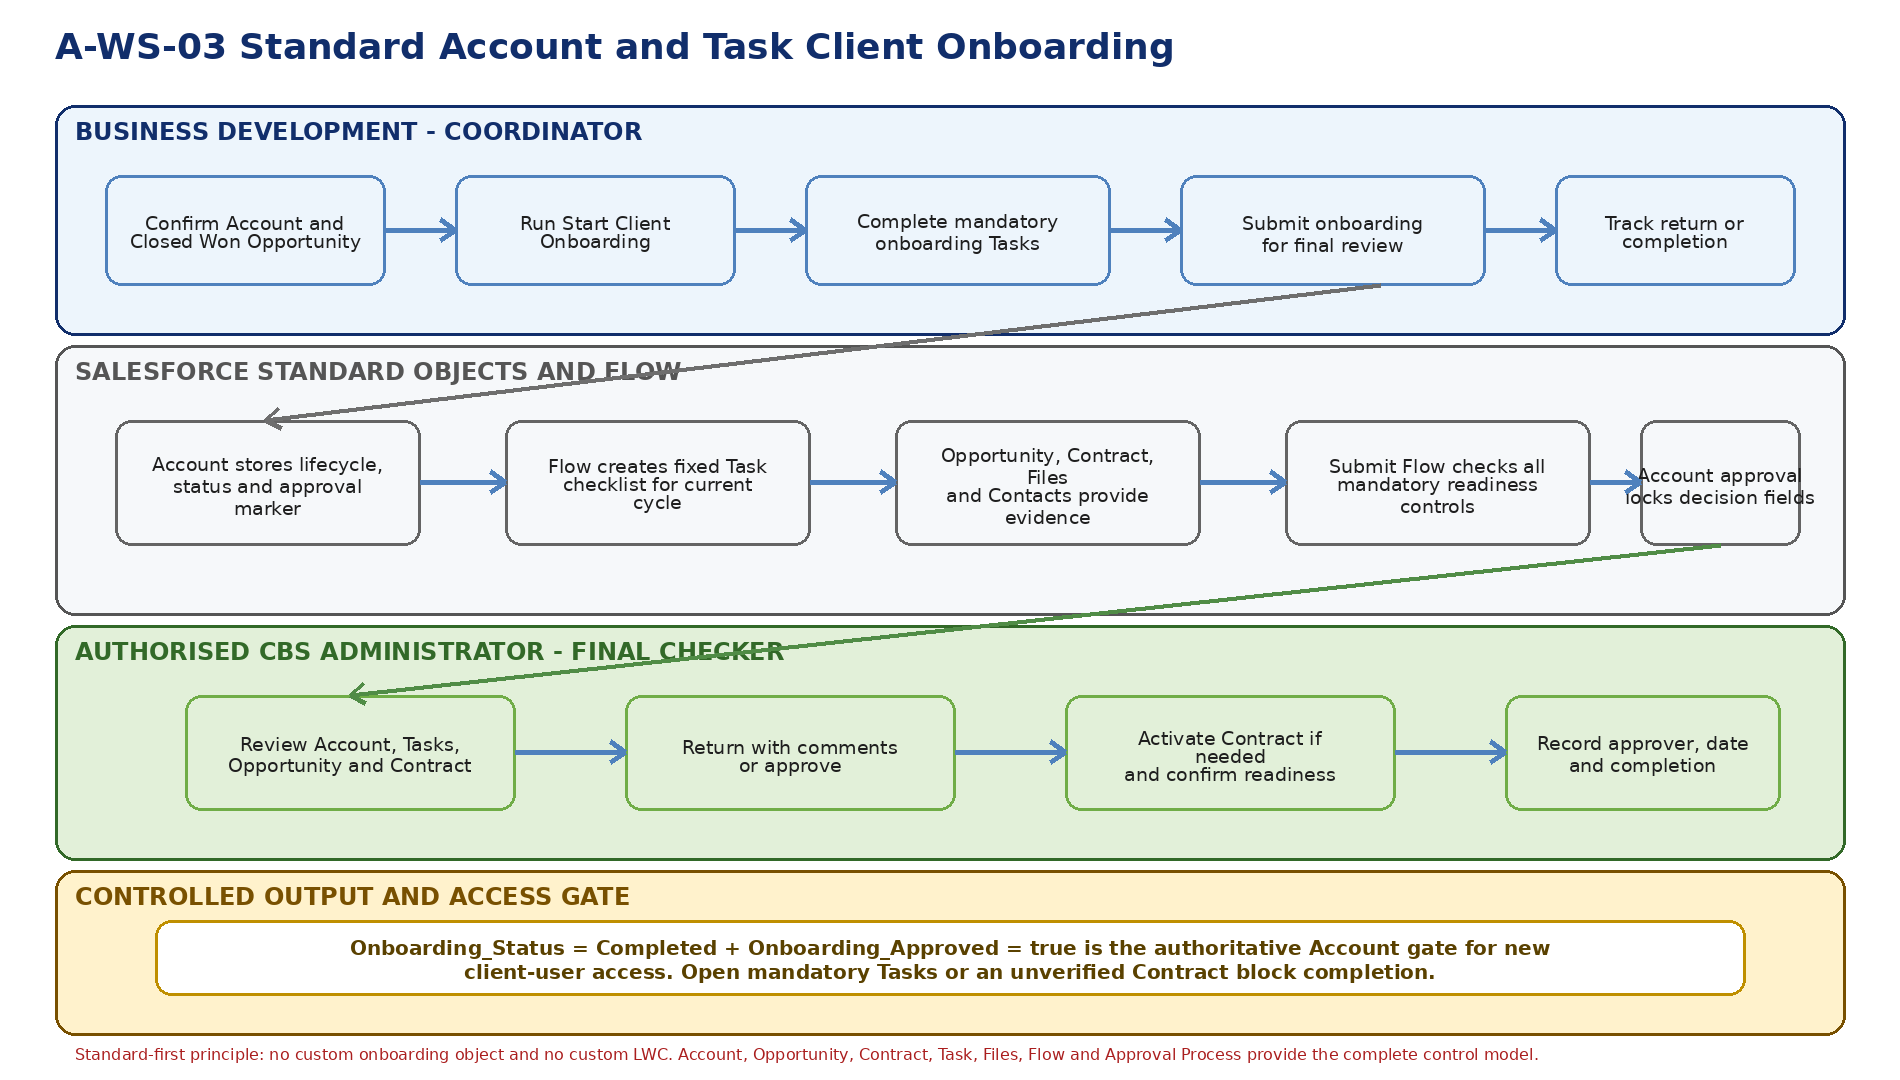 A-WS-03 Standard Account and Task Client Onboarding
BUSINESS DEVELOPMENT - COORDINATOR
Confirm Account and
Closed Won Opportunity
Run Start Client
Onboarding
Complete mandatory
onboarding Tasks
Submit onboarding
for final review
Track return or
completion
SALESFORCE STANDARD OBJECTS AND FLOW
Account stores lifecycle,
status and approval
marker
Flow creates fixed Task
checklist for current
cycle
Opportunity, Contract,
Files
and Contacts provide
evidence
Submit Flow checks all
mandatory readiness
controls
Account approval
locks decision fields
AUTHORISED CBS ADMINISTRATOR - FINAL CHECKER
Review Account, Tasks,
Opportunity and Contract
Return with comments
or approve
Activate Contract if
needed
and confirm readiness
Record approver, date
and completion
CONTROLLED OUTPUT AND ACCESS GATE
Onboarding_Status = Completed + Onboarding_Approved = true is the authoritative Account gate for new
client-user access. Open mandatory Tasks or an unverified Contract block completion.
Standard-first principle: no custom onboarding object and no custom LWC. Account, Opportunity, Contract, Task, Files, Flow and Approval Process provide the complete control model.